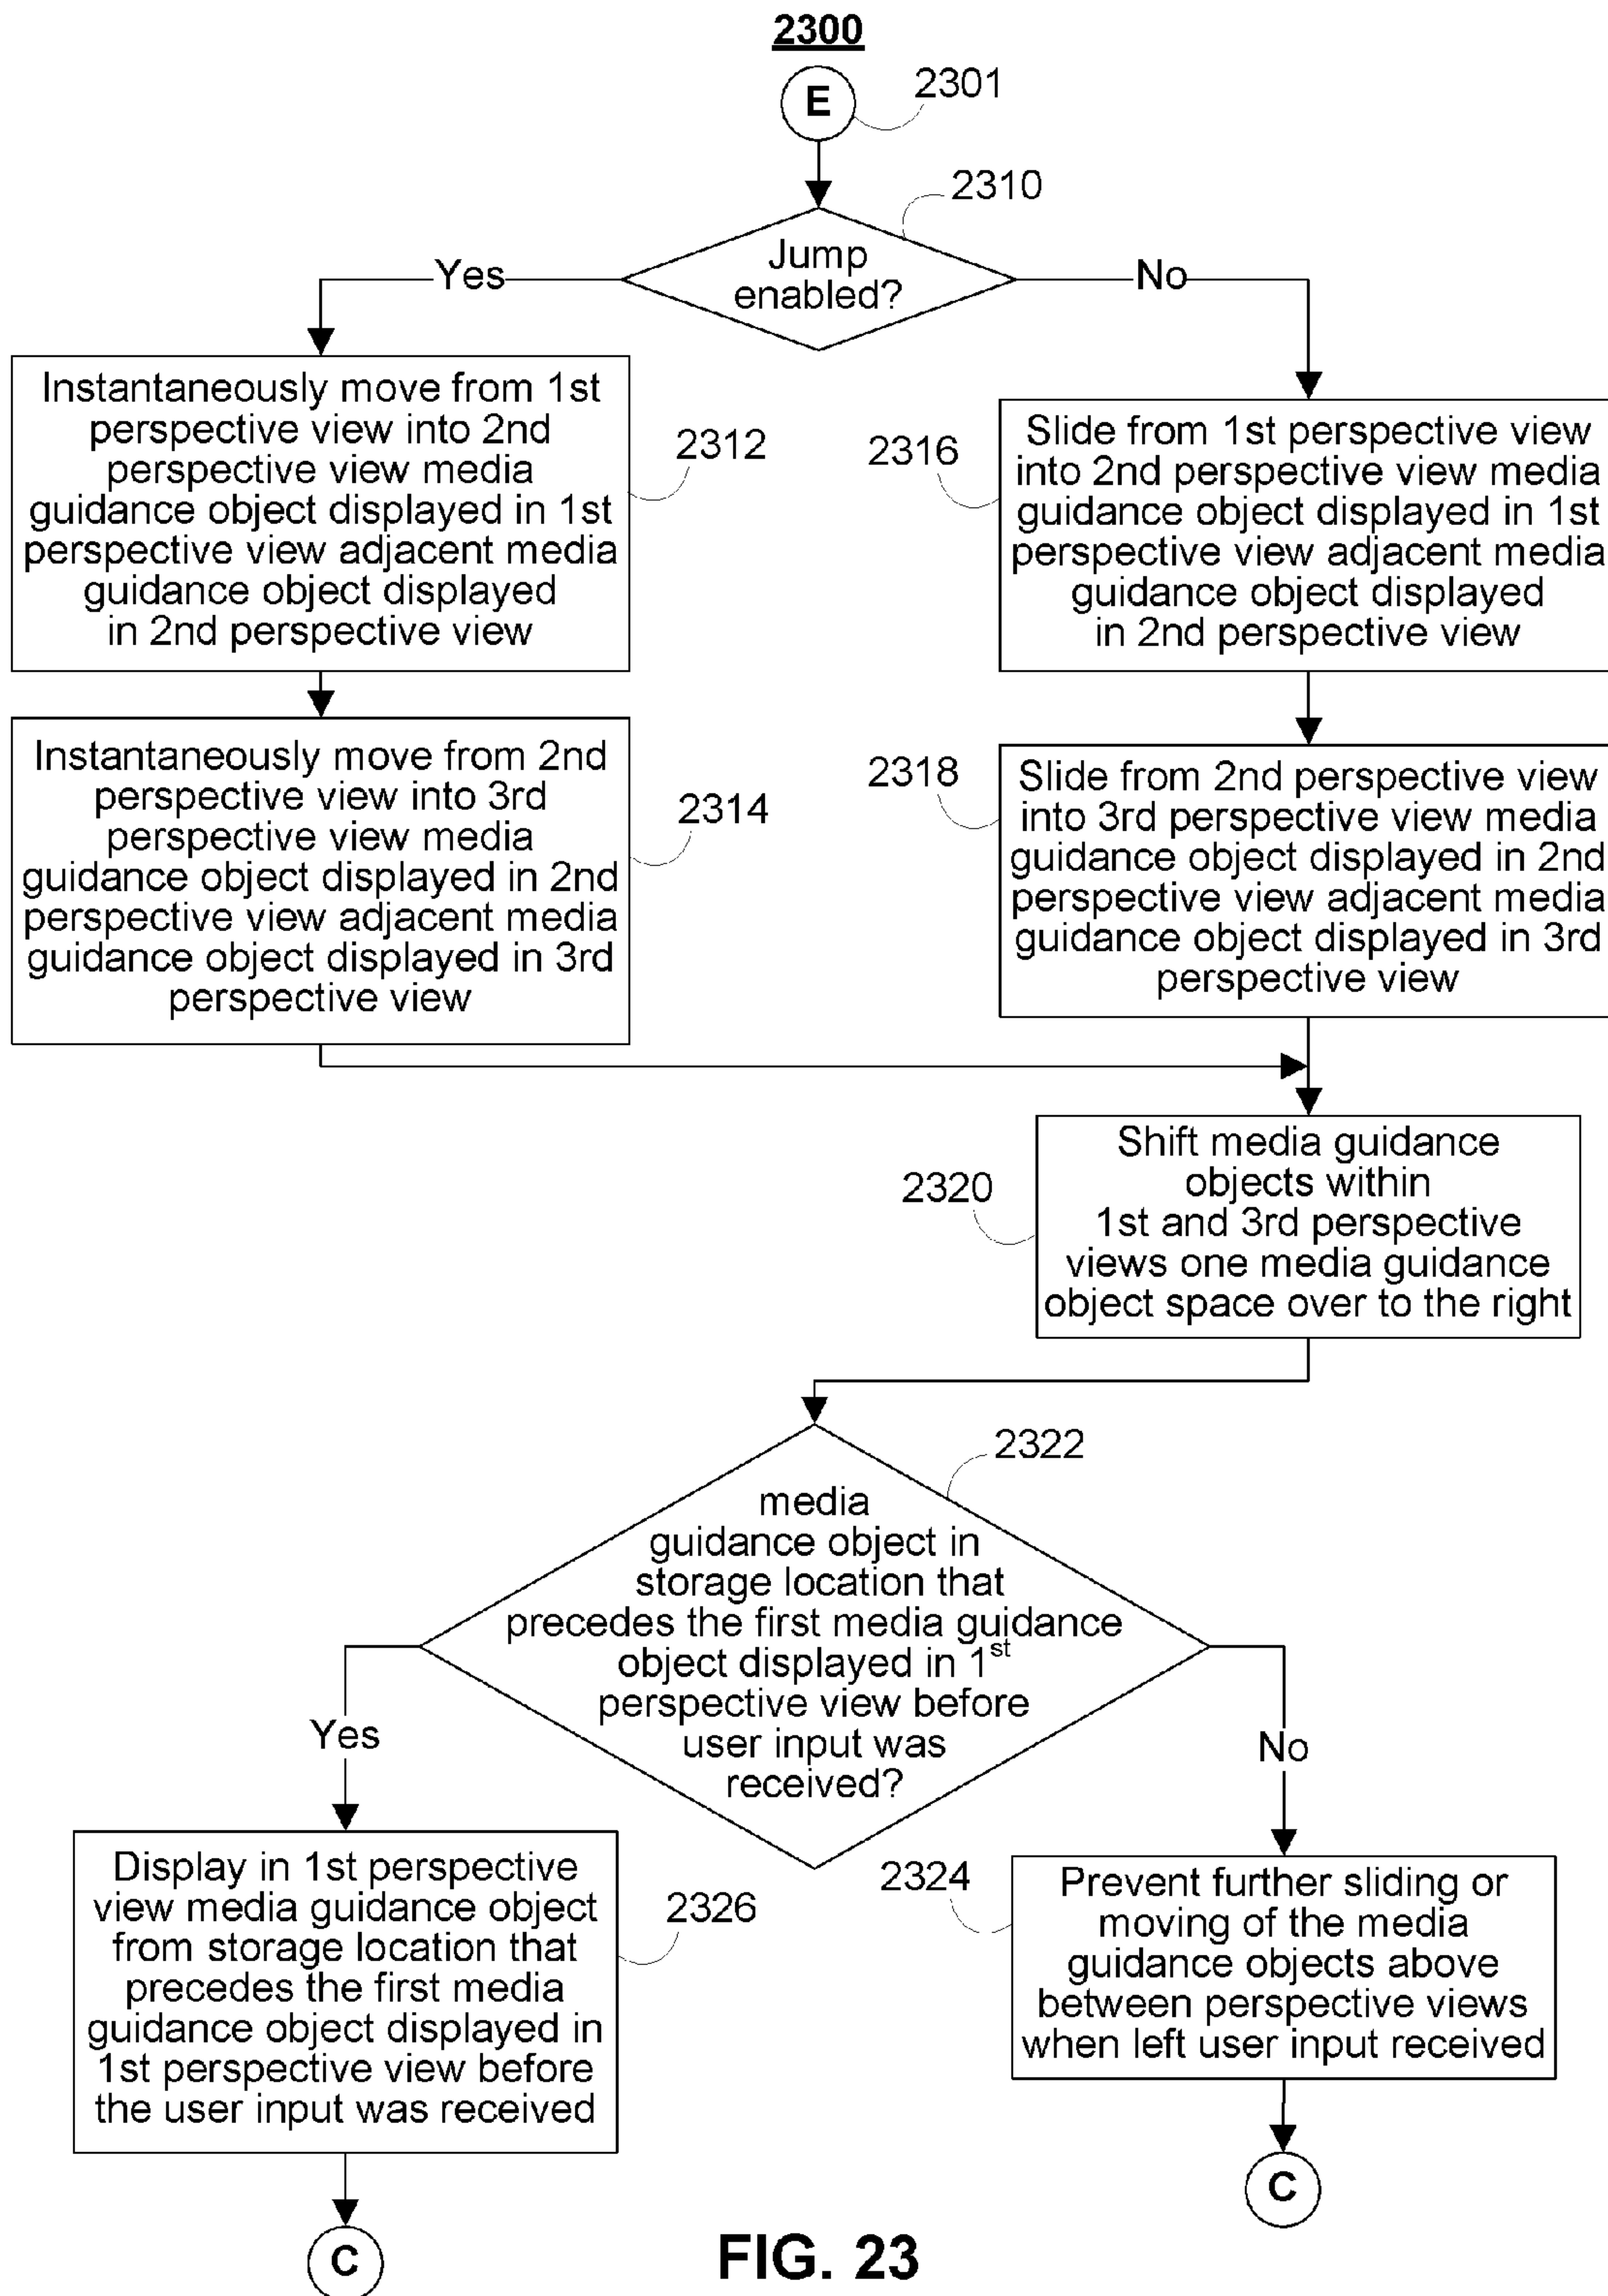 2300
E
2301
2310
Jump
enabled?
Yes
No
Instantaneously move from 1st
perspective view into 2nd
perspective view media
guidance object displayed in 1st
perspective view adjacent media
guidance object displayed
in 2nd perspective view
2312
2316
Slide from 1st perspective view
into 2nd perspective view media
guidance object displayed in 1st
perspective view adjacent media
guidance object displayed
in 2nd perspective view
Instantaneously move from 2nd
perspective view into 3rd
perspective view media
guidance object displayed in 2nd
perspective view adjacent media
guidance object displayed in 3rd
perspective view
2314
2318
Slide from 2nd perspective view
into 3rd perspective view media
guidance object displayed in 2nd
perspective view adjacent media
guidance object displayed in 3rd
perspective view
2320
Shift media guidance
objects within
1st and 3rd perspective
views one media guidance
object space over to the right
2322
media
guidance object in
storage location that
precedes the first media guidance
object displayed in 1st
perspective view before
user input was
received?
Yes
No
Display in 1st perspective
view media guidance object
from storage location that
precedes the first media
guidance object displayed in
1st perspective view before
the user input was received
2326
2324
Prevent further sliding or
moving of the media
guidance objects above
between perspective views
when left user input received
C
C
FIG. 23